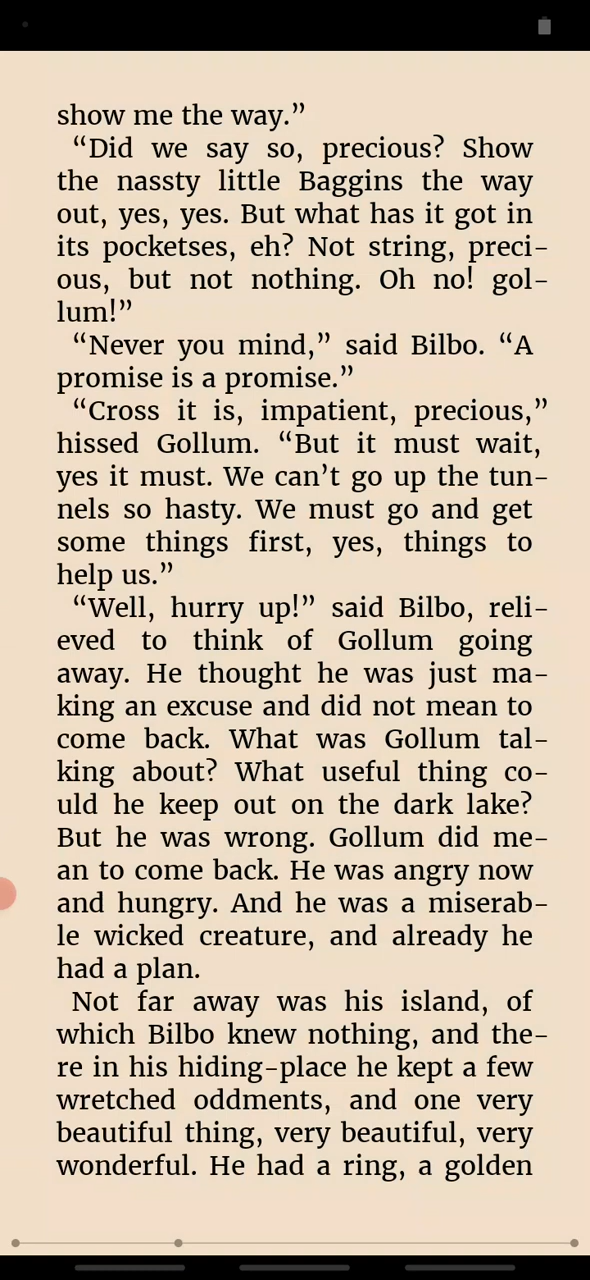 show me the way.”
“Did we say so, precious? Show
the nassty little Baggins the way
out, yes, yes. But what has it got in
its pocketses, eh? Not string, preci-
ous, but not nothing. Oh no! gol-
lum!”
“Never you mind,” said Bilbo. “A
promise is a promise.”
“Cross it is, impatient, precious,”
hissed Gollum. “But it must wait,
yes it must. We can’t go up the tun-
nels so hasty. We must go and get
some things first, yes, things to
help us.”
“Well, hurry up!” said Bilbo, reli-
eved to think of Gollum going
away. He thought he was just ma-
king an excuse and did not mean to
come back. What was Gollum tal-
king about? What useful thing co-
uld he keep out on the dark lake?
But he was wrong. Gollum did me-
an to come back. He was angry now
and hungry. And he was a miserab-
le wicked creature, and already he
had a plan.
Not far away was his island, of
which Bilbo knew nothing, and the-
re in his hiding-place he kept a few
wretched oddments, and one very
beautiful thing, very beautiful, very
wonderful. He had a ring, a golden